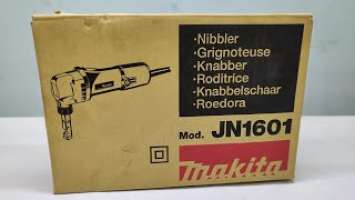 ·Nibbler
·Grignoteuse
·Knabber
·Roditrice
·Knabbelschaar
·Roedora
Mod. JN1601
makita